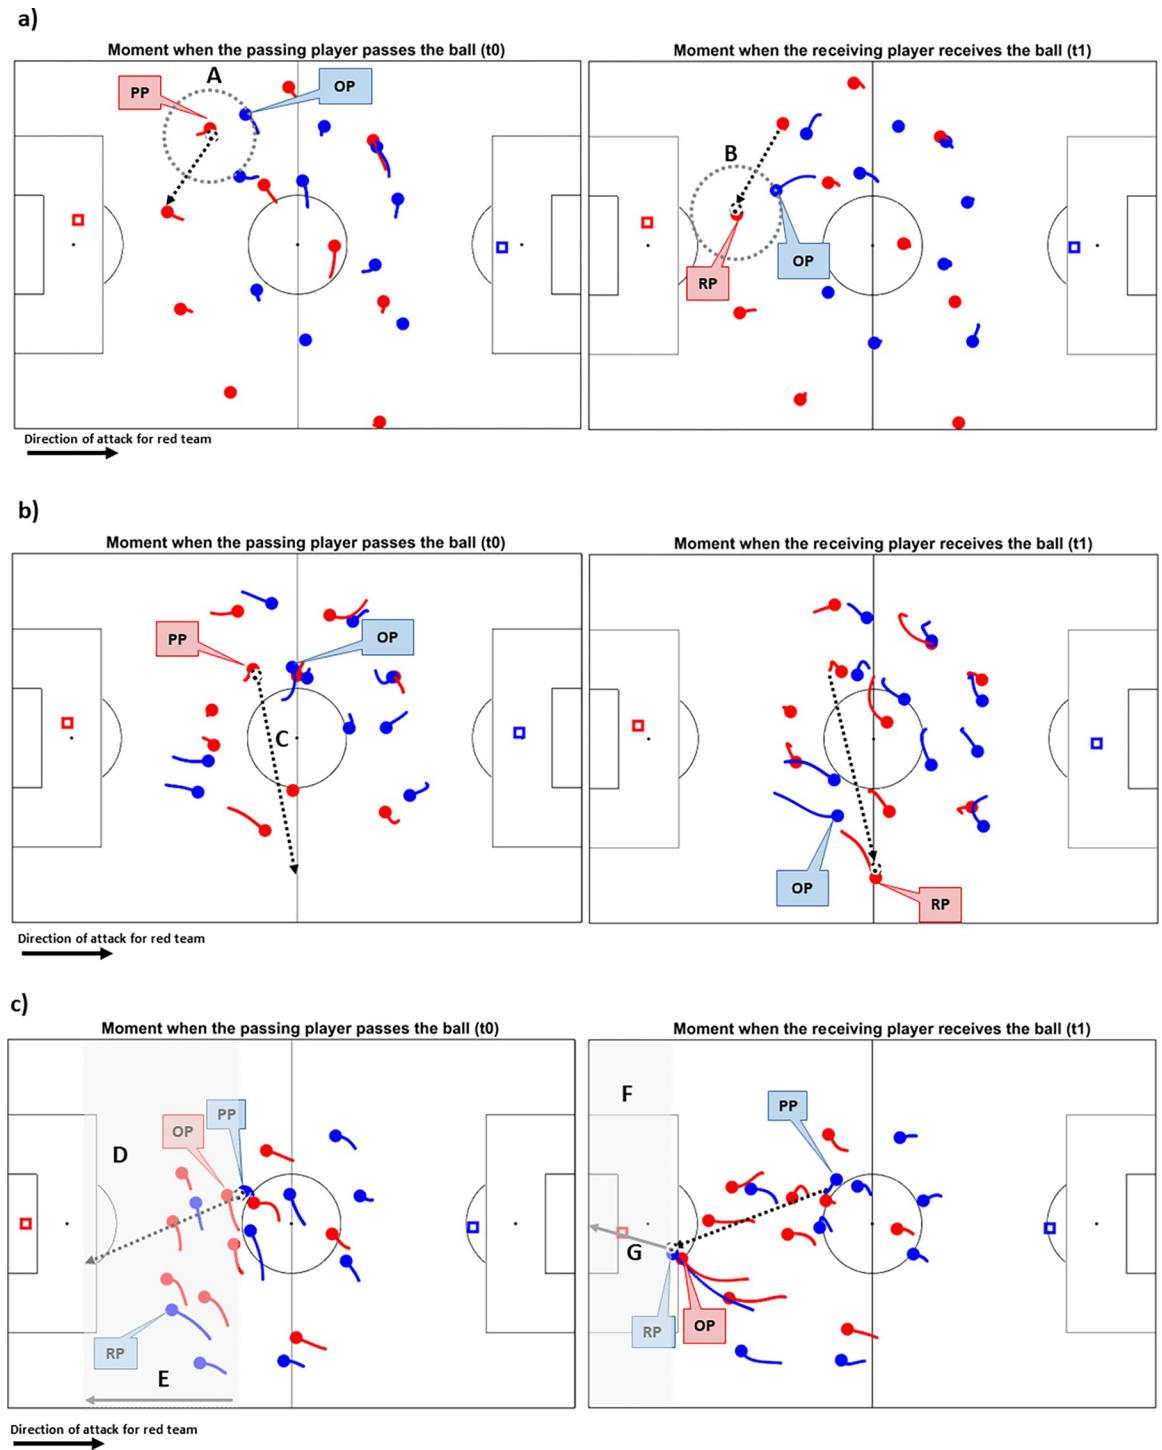 a)
Moment when the passing player passes the ball (t0)
Moment when the receiving player receives the ball (t1)
A
PP
OP
B
RP
OP
Direction of attack for red team
b)
Moment when the passing player passes the ball (t0)
Moment when the receiving player receives the ball (t1)
PP
OP
C
OP
RP
Direction of attack for red team
c)
Moment when the passing player passes the ball (t0)
Moment when the receiving player receives the ball (t1)
PP
OP
D
RP
E
F
PP
G
RP
OP
Direction of attack for red team